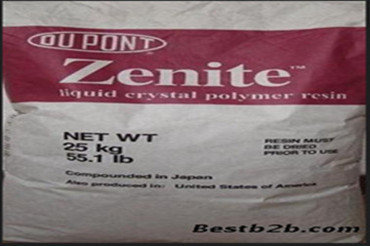 DU PONT
Zenite™
liquid crystal polymer resin
NET WT
25 kg
55.1 lb
RESIN MUST
BE DRIED
PRIOR TO USE
Compounded in Japan
Also produced in: United States of America
Bestb2b.com